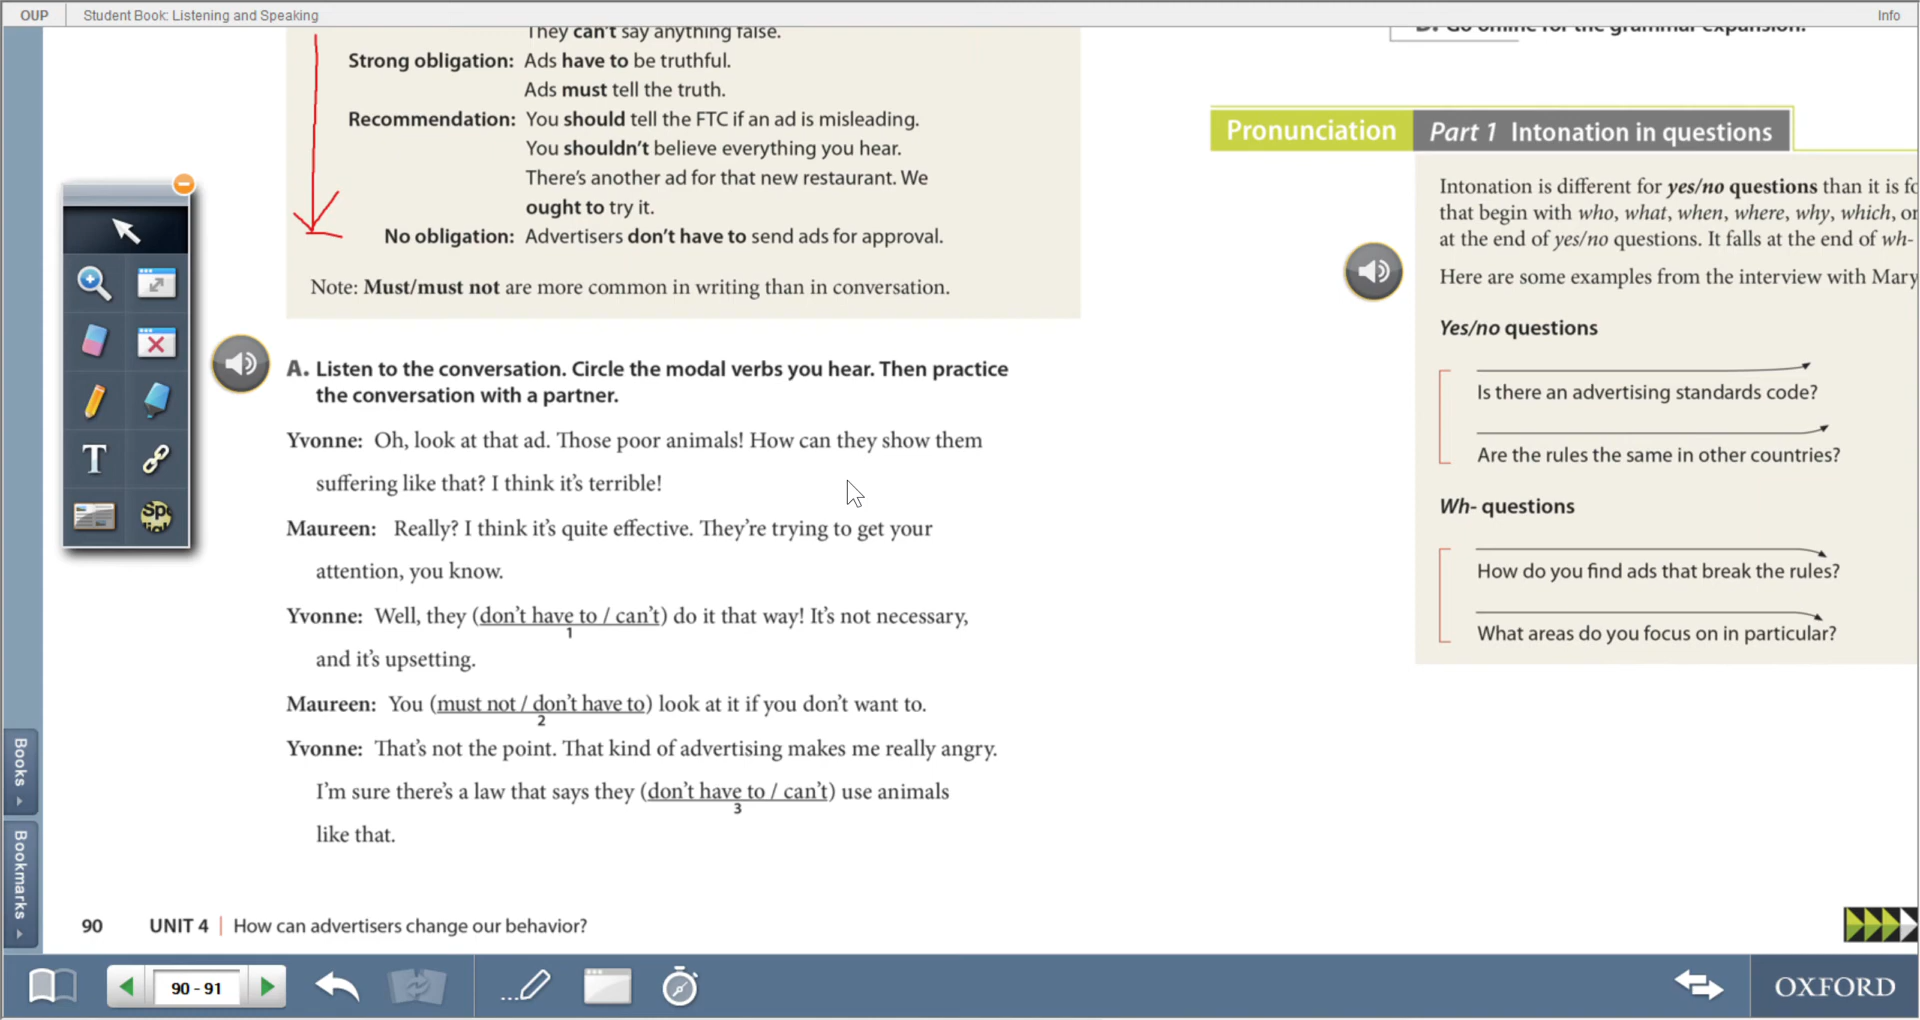 OUP
Student Book: Listening and Speaking
Info
They can't say anything false.
Strong obligation: Ads have to be truthful.
Ads must tell the truth.
Recommendation: You should tell the FTC if an ad is misleading.
You shouldn't believe everything you hear.
There's another ad for that new restaurant. We
ought to try it.
No obligation: Advertisers don't have to send ads for approval.
Note: Must/must not are more common in writing than in conversation.
A. Listen to the conversation. Circle the modal verbs you hear. Then practice
the conversation with a partner.
Yvonne: Oh, look at that ad. Those poor animals! How can they show them
suffering like that? I think it's terrible!
Maureen: Really? I think it's quite effective. They're trying to get your
attention, you know.
Yvonne: Well, they (don't have to / can't) do it that way! It's not necessary,
1
and it's upsetting.
Maureen: You (must not / don't have to) look at it if you don't want to.
2
Yvonne: That's not the point. That kind of advertising makes me really angry.
I'm sure there's a law that says they (don't have to / can't) use animals
3
like that.
90 UNIT 4 | How can advertisers change our behavior?
D. Go online for the grammar expansion.
Pronunciation Part 1 Intonation in questions
Intonation is different for yes/no questions than it is
that begin with who, what, when, where, why, which,
at the end of yes/no questions. It falls at the end of wh-
Here are some examples from the interview with Mary
Yes/no questions
Is there an advertising standards code?
Are the rules the same in other countries?
Wh- questions
How do you find ads that break the rules?
What areas do you focus on in particular?
T
Books
Bookmarks
90 - 91
OXFORD